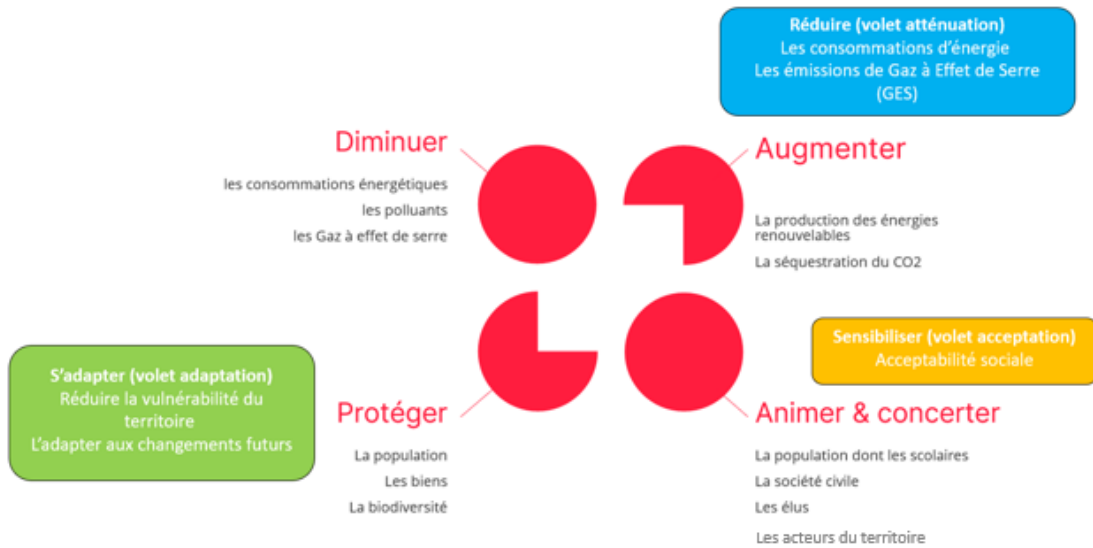 Réduire (volet atténuation)
Les consommations d'énergie
Les émissions de Gaz à Effet de Serre
(GES)
Diminuer
les consommations énergétiques
les polluants
les Gaz à effet de serre
Augmenter
La production des énergies
renouvelables
La séquestration du CO2
S'adapter (volet adaptation)
Réduire la vulnérabilité du
territoire
L'adapter aux changements futurs
Protéger
La population
Les biens
La biodiversité
Sensibiliser (volet acceptation)
Acceptabilité sociale
Animer & concerter
La population dont les scolaires
La société civile
Les élus
Les acteurs du territoire